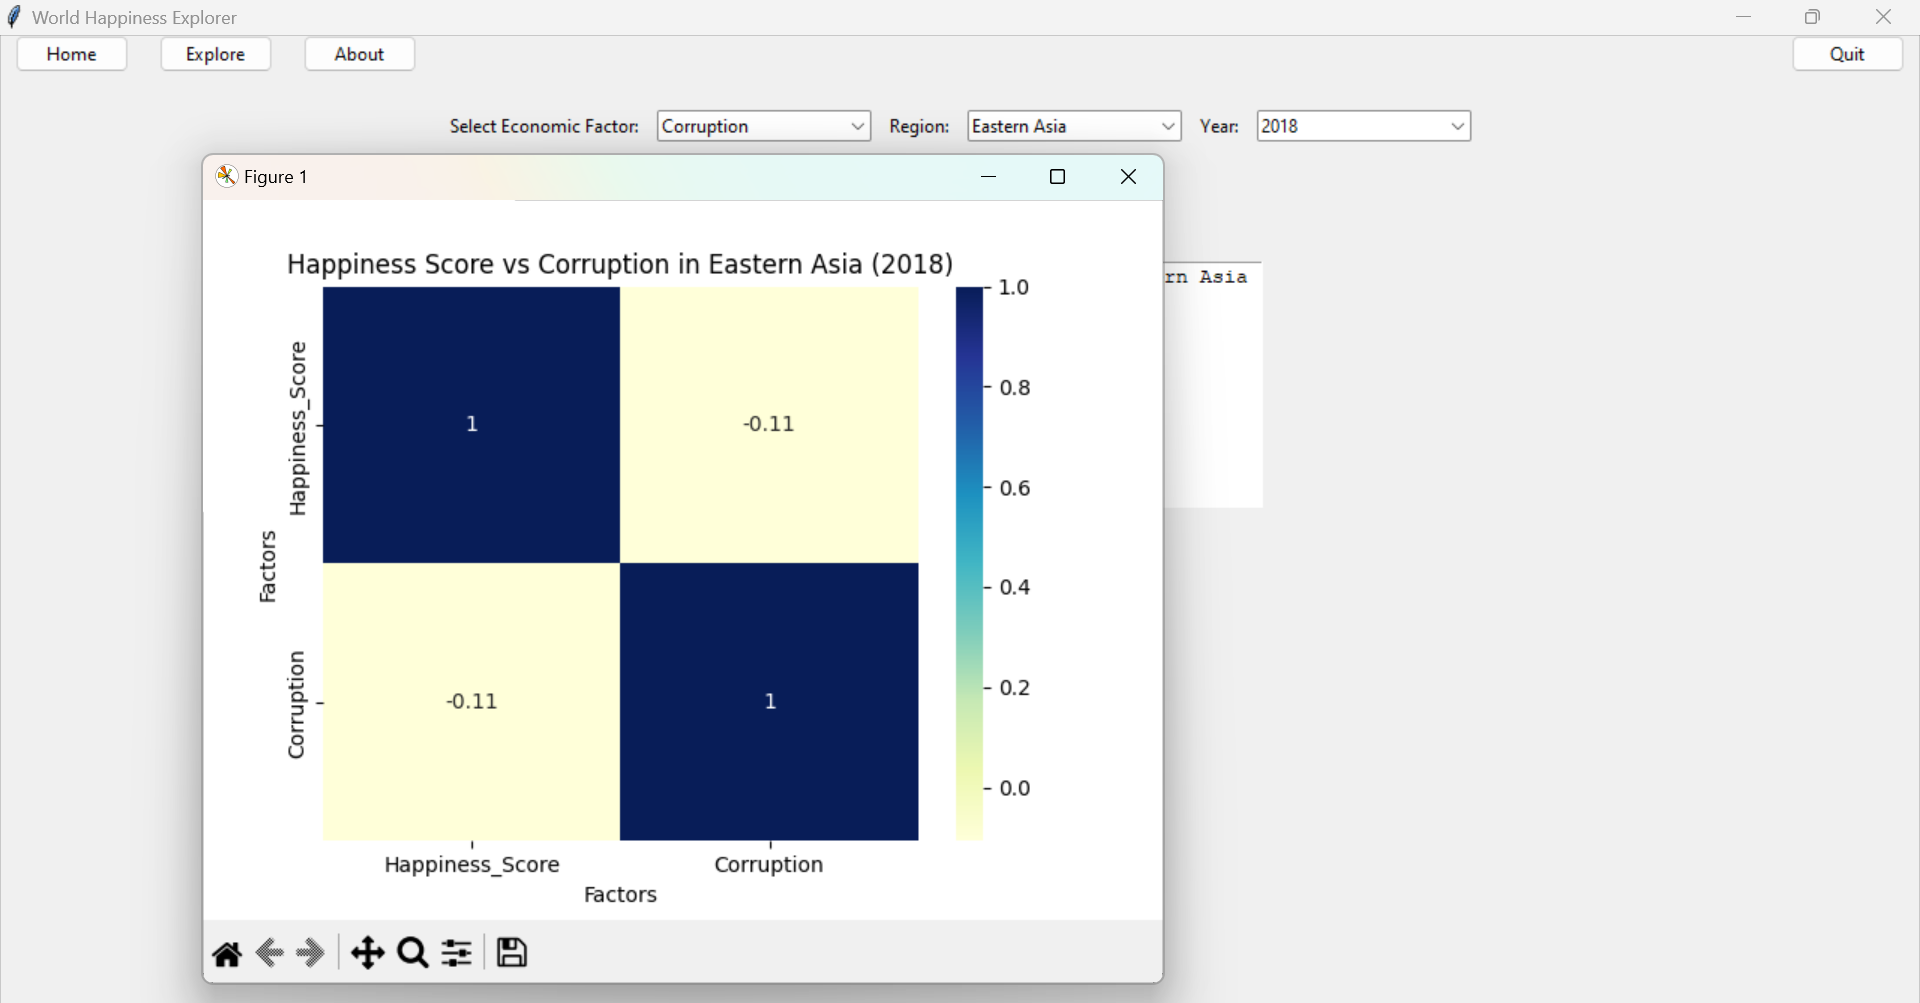 World Happiness Explorer
Home Explore About Quit
Select Economic Factor: Corruption Region: Eastern Asia Year: 2018
Figure 1
Happiness Score vs Corruption in Eastern Asia (2018)
Asia
1.0
0.8
0.6
0.4
0.2
0.0
Happiness_Score
Corruption
Factors
1 -0.11
-0.11 1
Happiness_Score Corruption
Factors